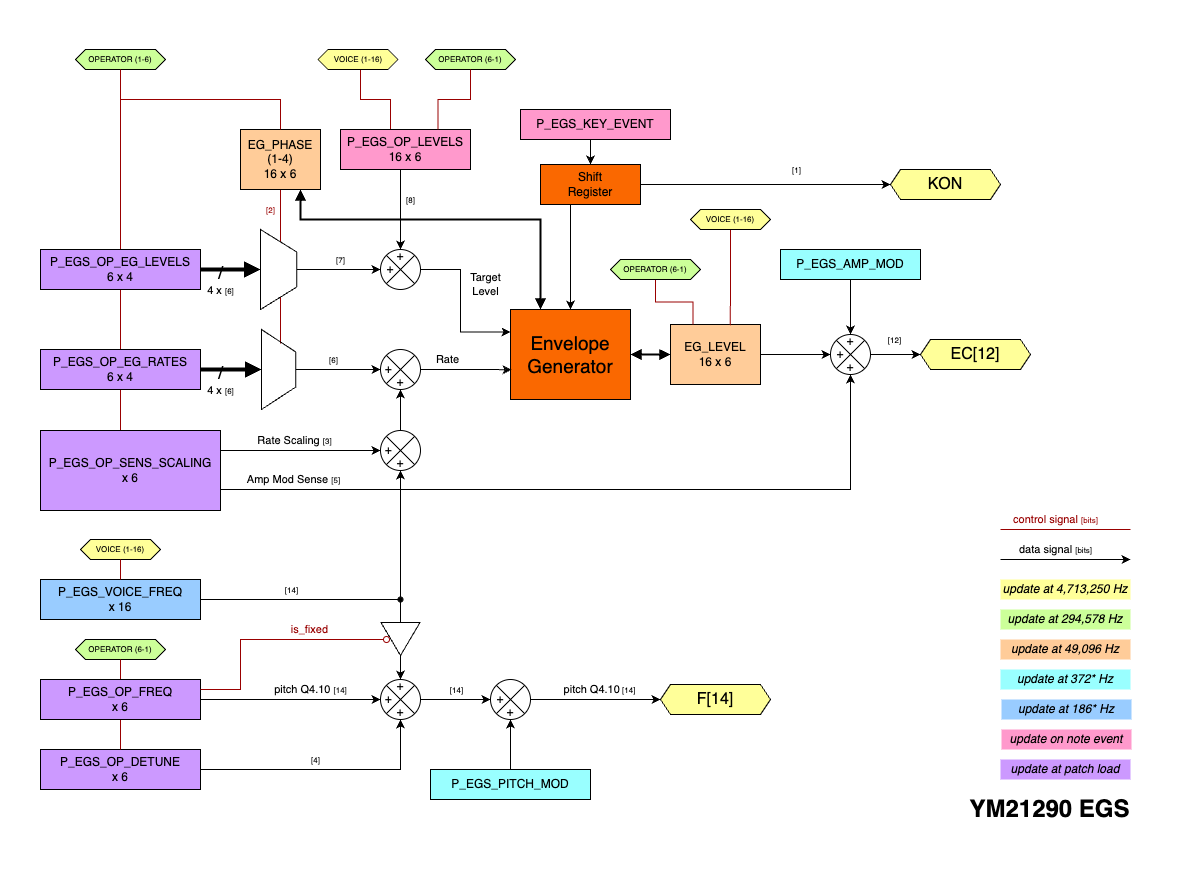 OPERATOR (1-6)
VOICE (1-16)
OPERATOR (6-1)
P_EGS_KEY_EVENT
EG_PHASE
(1-4)
16 x 6
P_EGS_OP_LEVELS
16 x 6
Shift
Register
[1]
KON
[2]
[8]
VOICE (1-16)
P_EGS_OP_EG_LEVELS
6 x 4
4 x [6]
[7]
+
+
Target
Level
OPERATOR (6-1)
P_EGS_AMP_MOD
P_EGS_OP_EG_RATES
6 x 4
4 x [6]
[6]
+
+
Rate
Envelope
Generator
EG_LEVEL
16 x 6
+
+
+
[12]
EC[12]
P_EGS_OP_SENS_SCALING
x 6
Rate Scaling [3]
+
+
Amp Mod Sense [5]
VOICE (1-16)
P_EGS_VOICE_FREQ
x 16
[14]
is_fixed
OPERATOR (6-1)
P_EGS_OP_FREQ
x 6
pitch Q4.10 [14]
+
+
+
[14]
+
+
pitch Q4.10 [14]
F[14]
P_EGS_OP_DETUNE
x 6
[4]
P_EGS_PITCH_MOD
control signal [bits]
data signal [bits]
update at 4,713,250 Hz
update at 294,578 Hz
update at 49,096 Hz
update at 372* Hz
update at 186* Hz
update on note event
update at patch load
YM21290 EGS